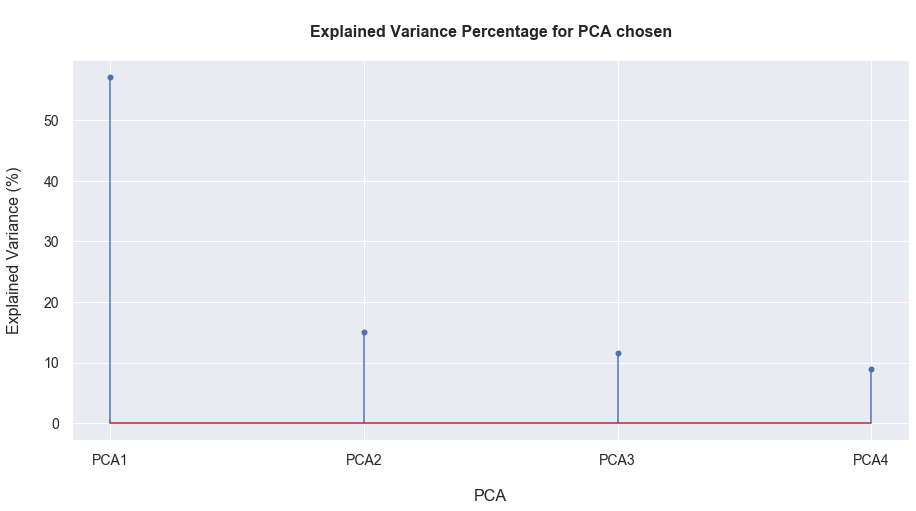 Explained Variance Percentage for PCA chosen
Explained Variance (%)
50
40
30
20
10
0
PCA1
PCA2
PCA3
PCA4
PCA